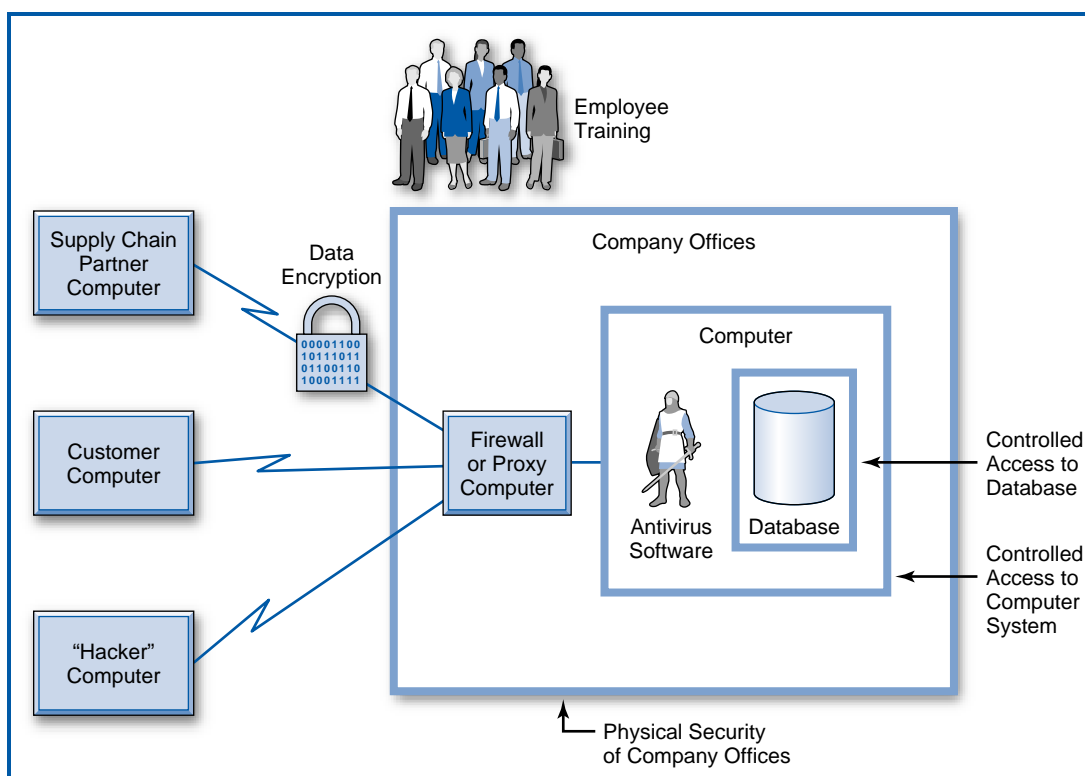 Employee
Training
Supply Chain
Partner
Computer
Data
Encryption
00001100
10111011
01100110
10001111
Company Offices
Computer
Customer
Computer
Firewall
or Proxy
Computer
Antivirus
Software
Database
Controlled
Access to
Database
Controlled
Access to
Computer
System
“Hacker”
Computer
Physical Security
of Company Offices